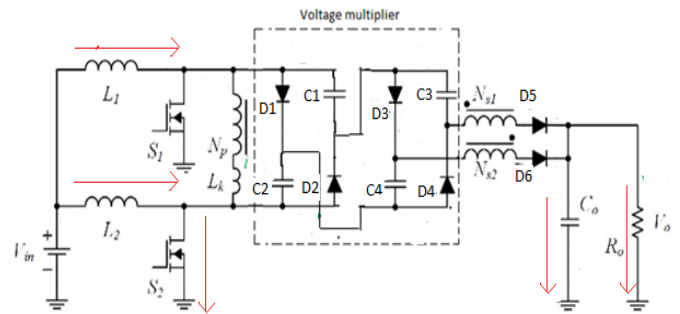 Voltage multiplier
L1
S1
Np
Lk
D1
C1
C2
D2
D3
C3
C4
D4
Ns1
D5
Ns2
D6
L2
S2
+
Vin
−
Co
Ro
Vo